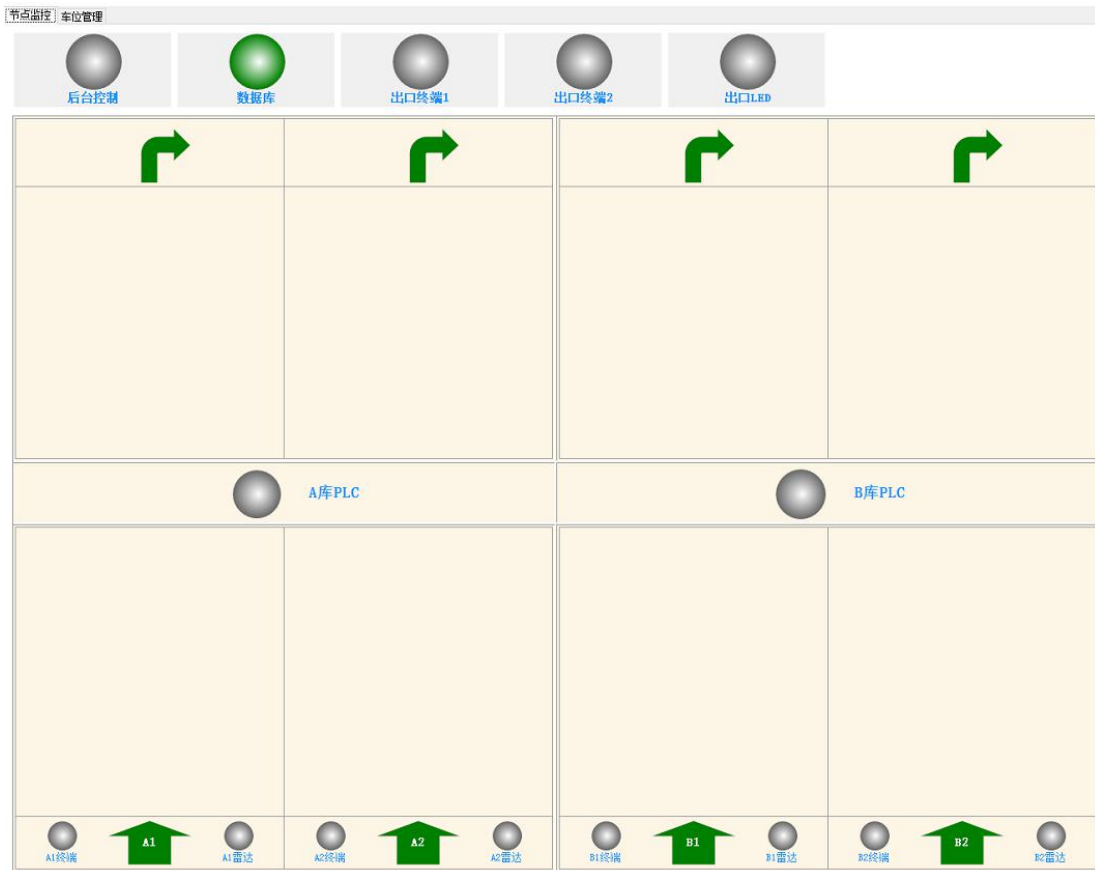 节点监控 车位管理
后台控制 数据库 出口终端1 出口终端2 出口LED
A库PLC B库PLC
A1 A2 B1 B2
A1终端 A1雷达 A2终端 A2雷达 B1终端 B1雷达 B2终端 B2雷达